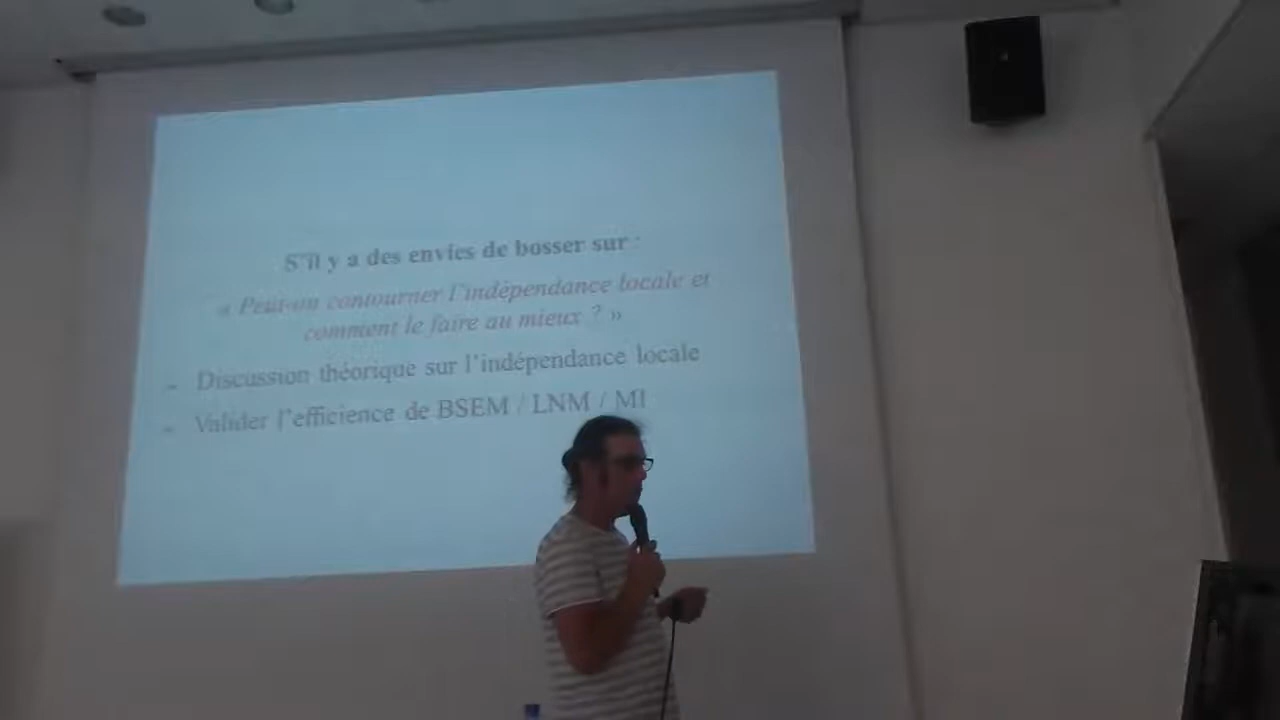 S'il y a des envies de bosser sur :
« Peut-on contourner l'indépendance locale et
comment le faire au mieux ? »
- Discussion théorique sur l'indépendance locale
- Valider l'efficience de BSEM / LNM / MI